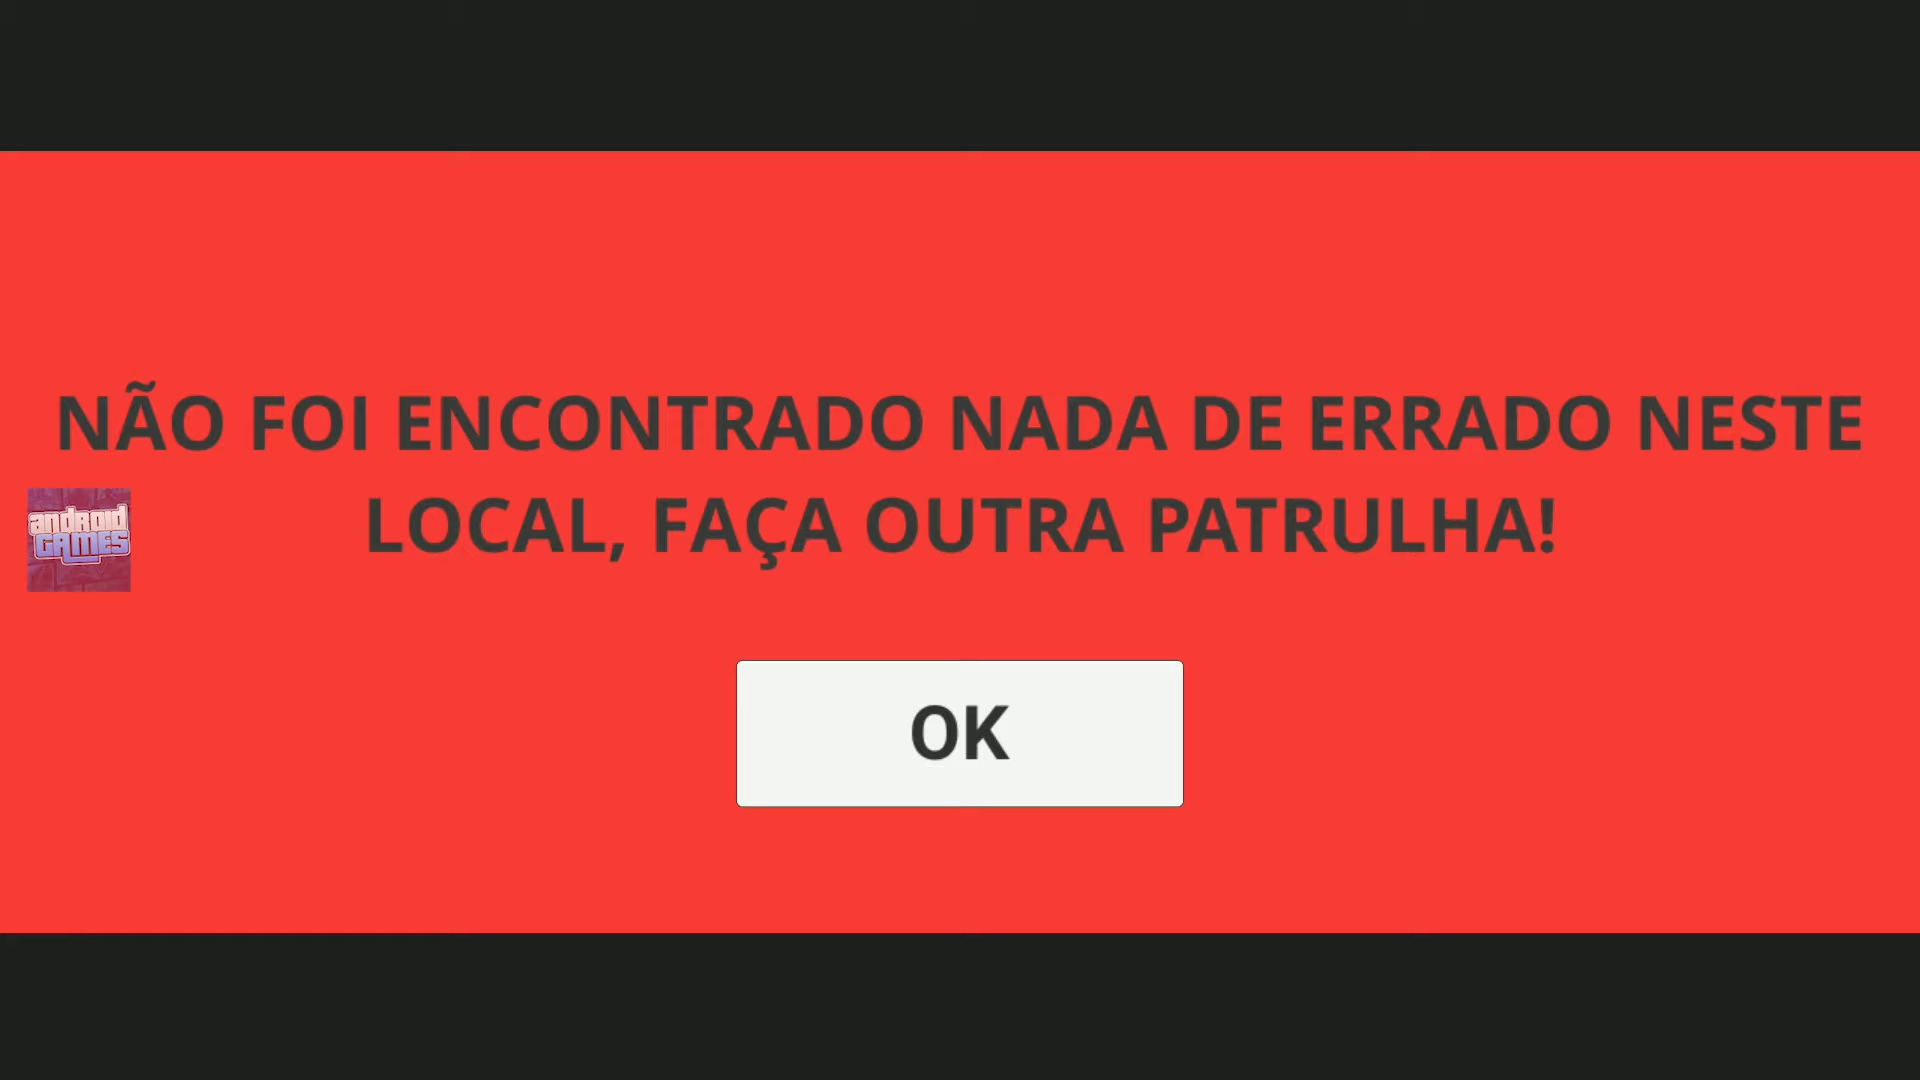 NÃO FOI ENCONTRADO NADA DE ERRADO NESTE
LOCAL, FAÇA OUTRA PATRULHA!
android
GAMES
OK